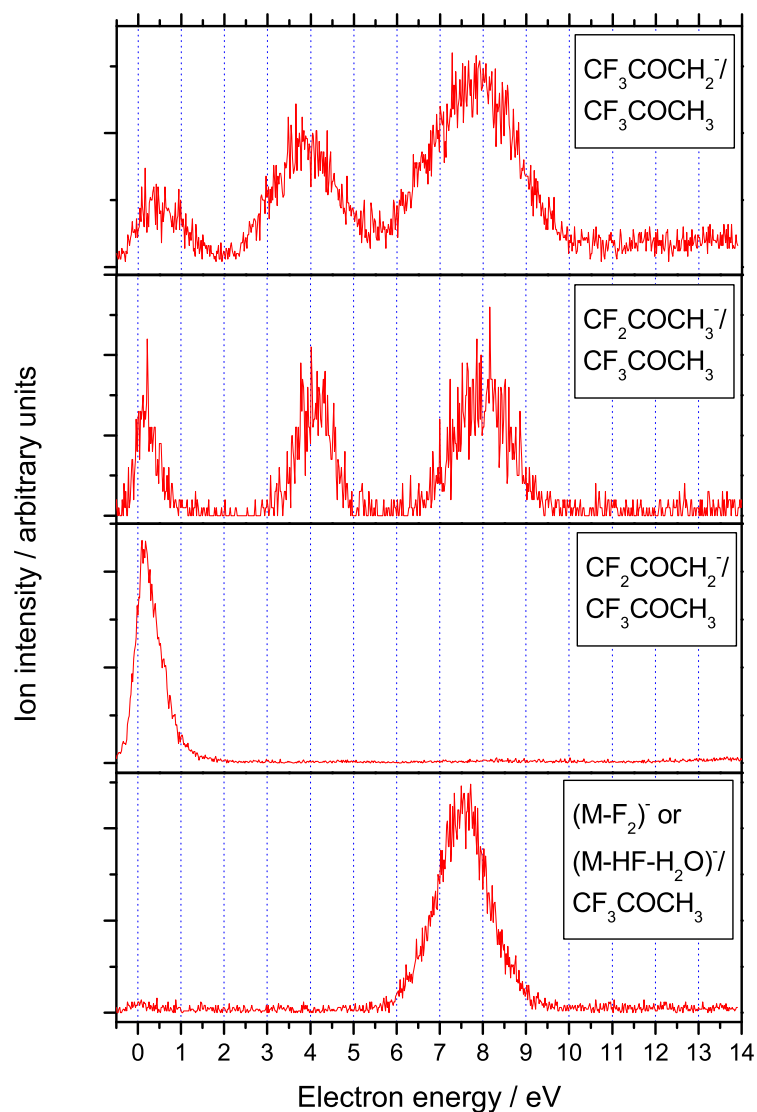 CF₃COCH₂⁻/
CF₃COCH₃
CF₂COCH₃⁻/
CF₃COCH₃
CF₂COCH₂⁻/
CF₃COCH₃
(M-F₂)⁻ or
(M-HF-H₂O)⁻/
CF₃COCH₃
Ion intensity / arbitrary units
0 1 2 3 4 5 6 7 8 9 10 11 12 13 14
Electron energy / eV